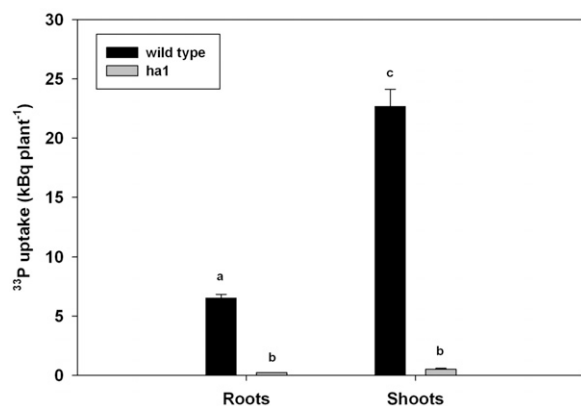 30
25
20
15
10
5
0
³³P uptake (kBq plant⁻¹)
wild type
ha1
a
b
c
b
Roots
Shoots